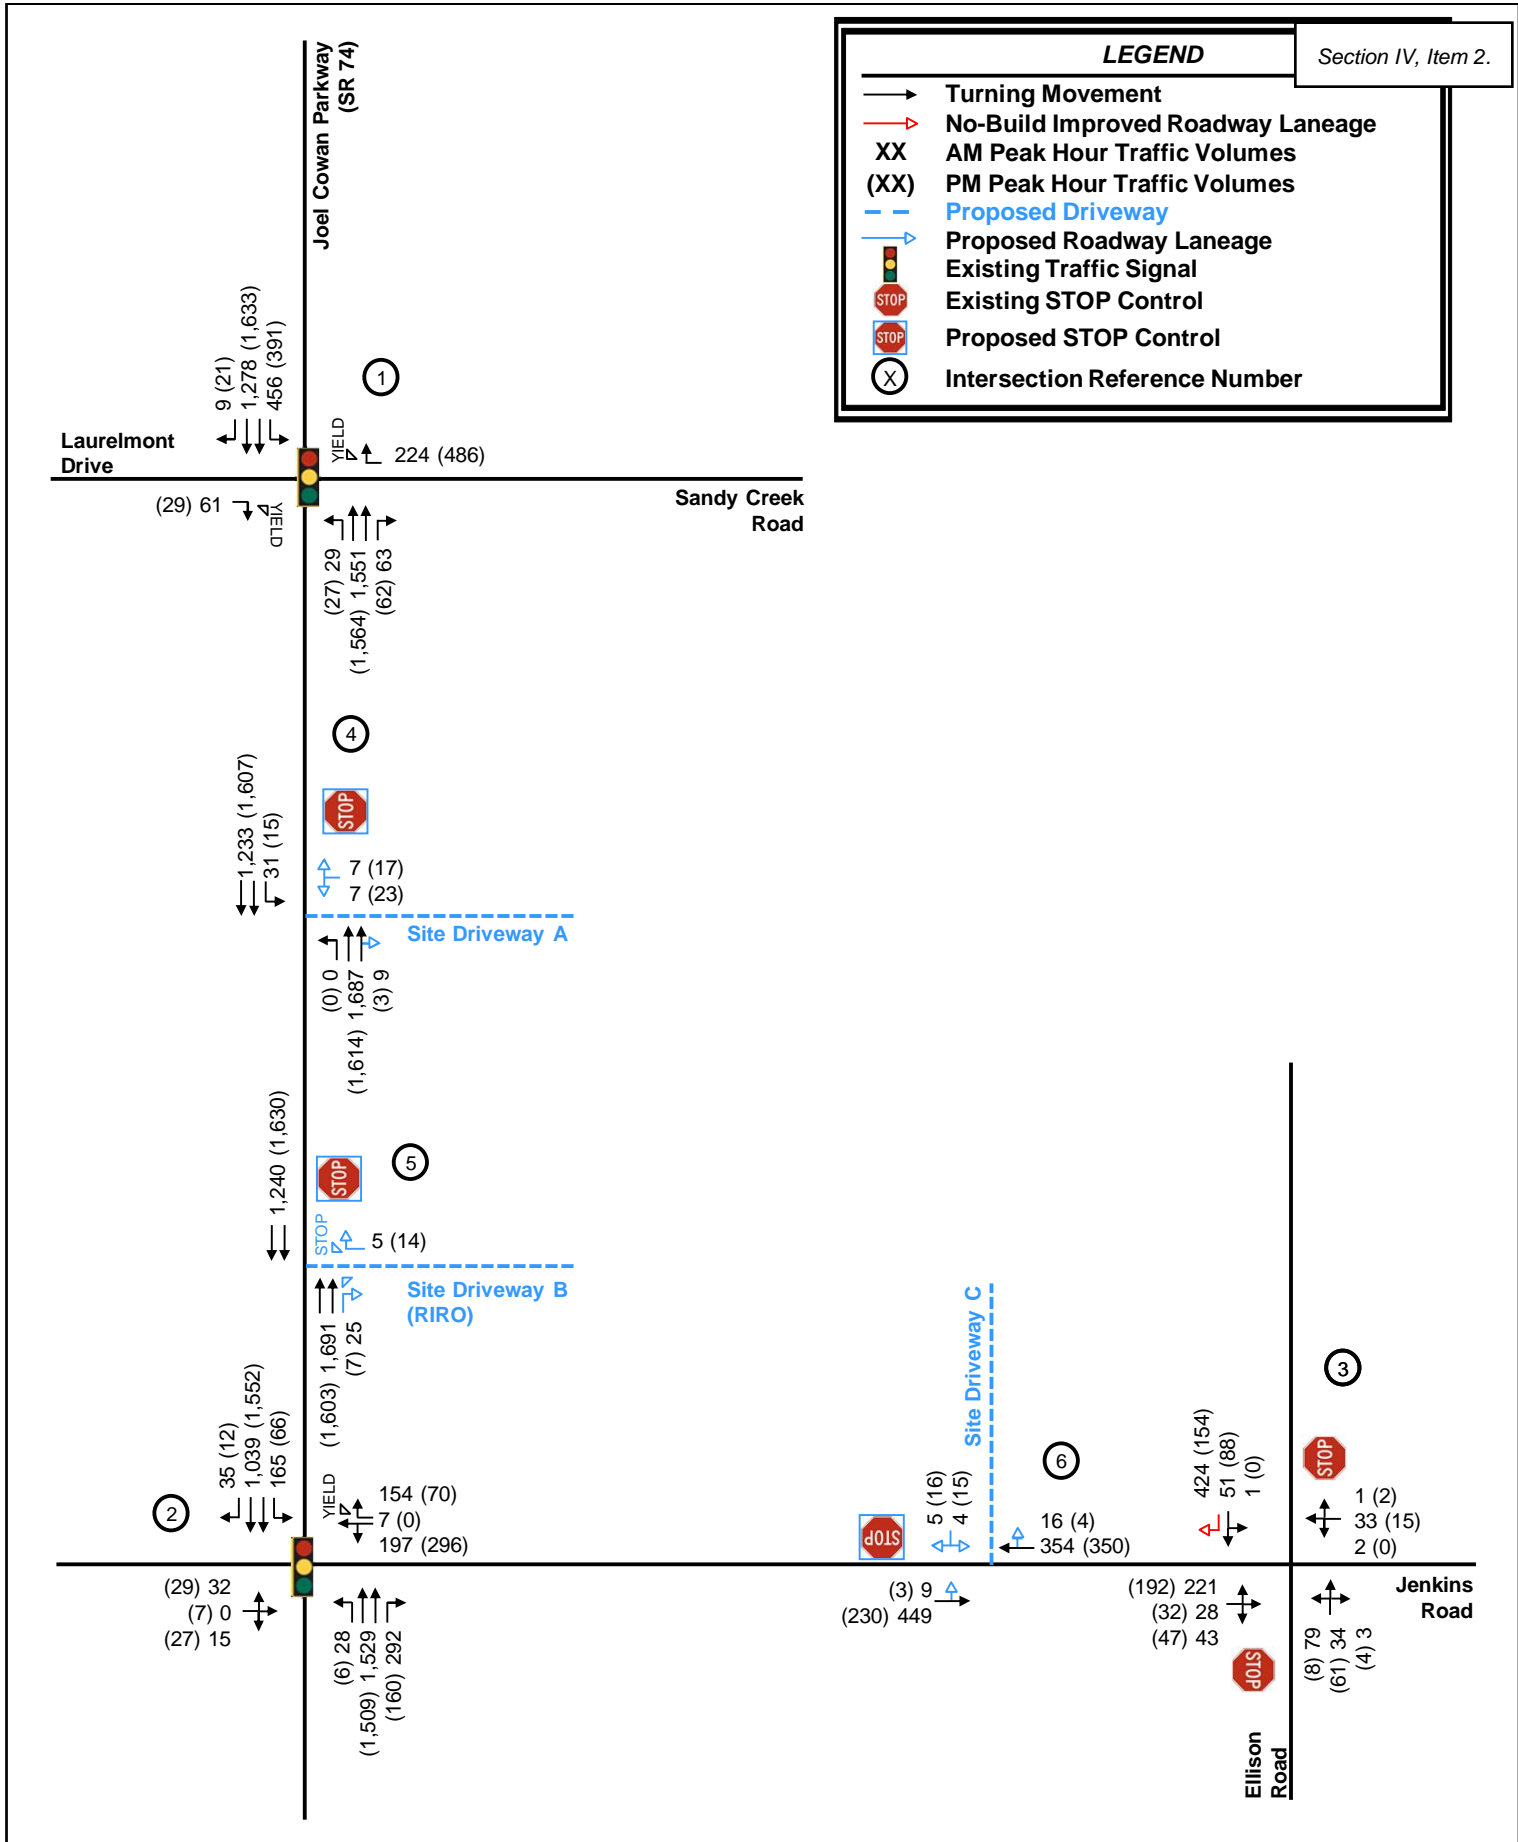 Section IV, Item 2.
LEGEND
Turning Movement
No-Build Improved Roadway Laneage
XX AM Peak Hour Traffic Volumes
(XX) PM Peak Hour Traffic Volumes
Proposed Driveway
Proposed Roadway Laneage
Existing Traffic Signal
STOP Existing STOP Control
STOP Proposed STOP Control
X Intersection Reference Number
Joel Cowan Parkway
(SR 74)
9 (21)
1,278 (1,633)
456 (391)
1
Laurelmont
Drive
YIELD
224 (486)
(29) 61
YIELD
Sandy Creek
Road
(27) 29
(1,564) 1,551
(62) 63
4
STOP
1,233 (1,607)
31 (15)
7 (17)
7 (23)
Site Driveway A
(0) 0
(1,614) 1,687
(3) 9
1,240 (1,630)
5
STOP
STOP
5 (14)
Site Driveway B
(RIRO)
(1,603) 1,691
(7) 25
2
35 (12)
1,039 (1,552)
165 (66)
YIELD
154 (70)
7 (0)
197 (296)
(29) 32
(7) 0
(27) 15
(6) 28
(1,509) 1,529
(160) 292
Site Driveway C
6
STOP
5 (16)
4 (15)
16 (4)
354 (350)
(3) 9
(230) 449
3
STOP
424 (154)
51 (88)
1 (0)
1 (2)
33 (15)
2 (0)
Jenkins
Road
(192) 221
(32) 28
(47) 43
STOP
(8) 79
(61) 34
(4) 3
Ellison
Road